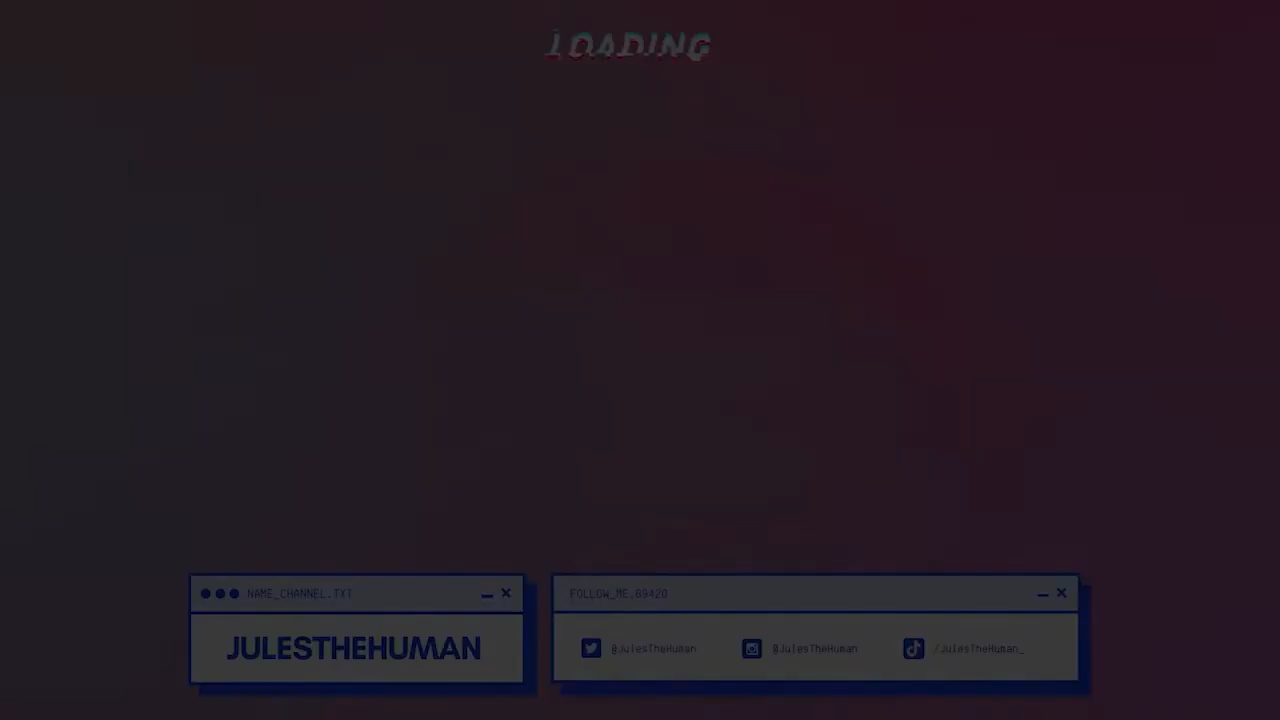 LOADING
NAME_CHANNEL.TXT
JULESTHEHUMAN
FOLLOW_ME.69420
@JulesTheHuman
@JulesTheHuman
/JulesTheHuman_